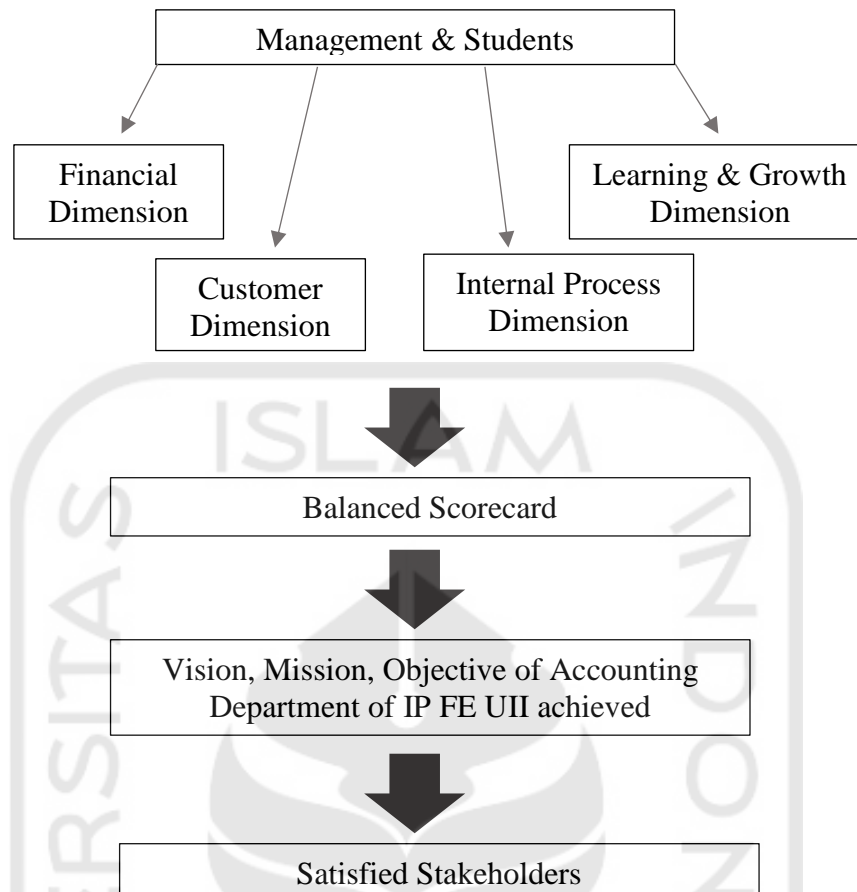 Management & Students
Financial
Dimension
Learning & Growth
Dimension
Customer
Dimension
Internal Process
Dimension
ISLAM
Balanced Scorecard
Vision, Mission, Objective of Accounting
Department of IP FE UII achieved
Satisfied Stakeholders